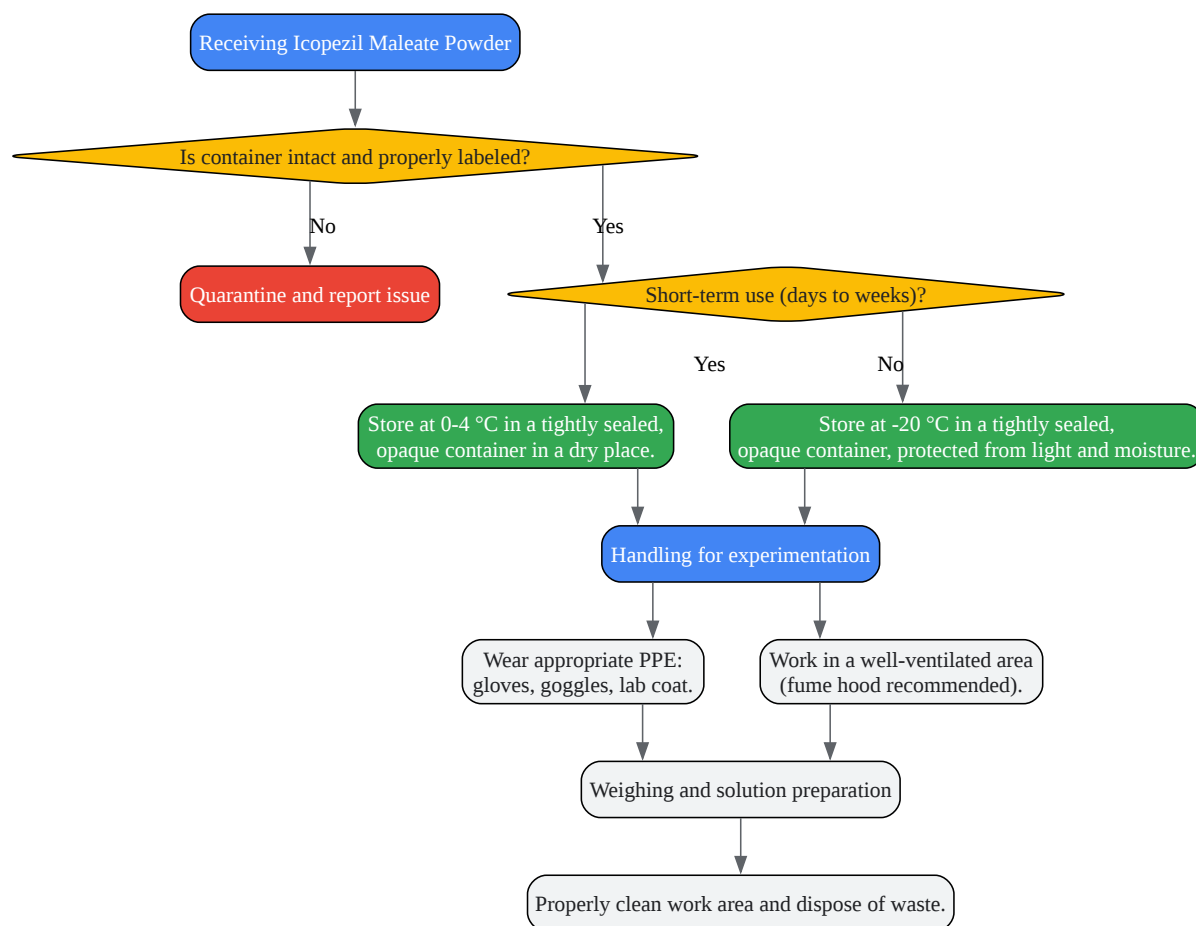 Receiving Icopezil Maleate Powder
Is container intact and properly labeled?
No
Yes
Quarantine and report issue
Short-term use (days to weeks)?
Yes
No
Store at 0-4 °C in a tightly sealed,
opaque container in a dry place.
Store at -20 °C in a tightly sealed,
opaque container, protected from light and moisture.
Handling for experimentation
Wear appropriate PPE:
gloves, goggles, lab coat.
Work in a well-ventilated area
(fume hood recommended).
Weighing and solution preparation
Properly clean work area and dispose of waste.